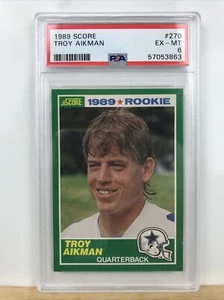 1989 SCORE #270
TROY AIKMAN EX-MT
6
PSA 57053863
SCORE 1989 ★ ROOKIE
TROY
AIKMAN
QUARTERBACK